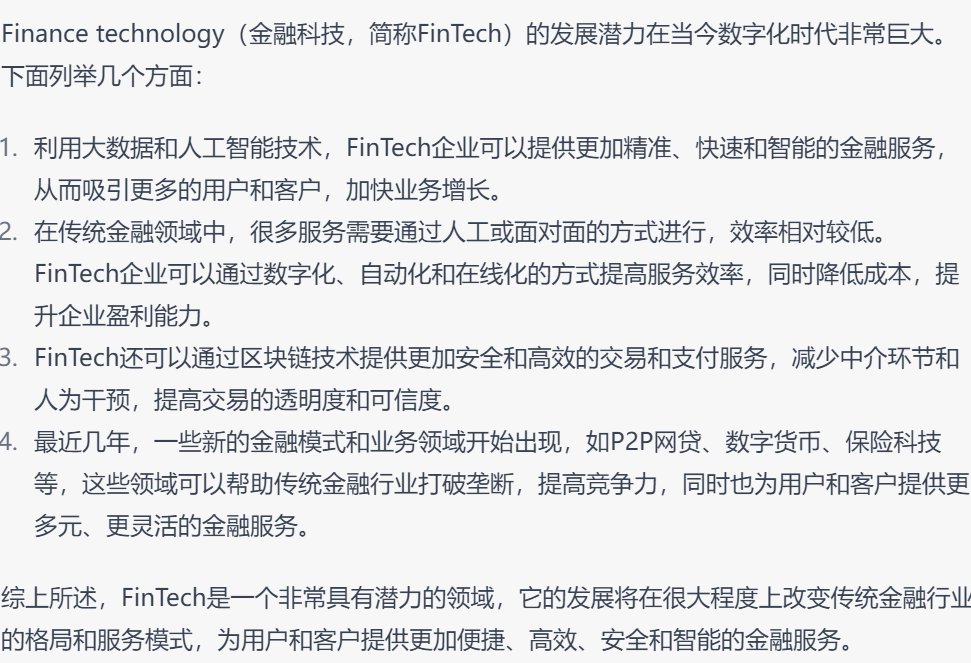 Finance technology（金融科技，简称FinTech）的发展潜力在当今数字化时代非常巨大。
下面列举几个方面：
1. 利用大数据和人工智能技术，FinTech企业可以提供更加精准、快速和智能的金融服务，
从而吸引更多的用户和客户，加快业务增长。
2. 在传统金融领域中，很多服务需要通过人工或面对面的方式进行，效率相对较低。
FinTech企业可以通过数字化、自动化和在线化的方式提高服务效率，同时降低成本，提
升企业盈利能力。
3. FinTech还可以通过区块链技术提供更加安全和高效的交易和支付服务，减少中介环节和
人为干预，提高交易的透明度和可信度。
4. 最近几年，一些新的金融模式和业务领域开始出现，如P2P网贷、数字货币、保险科技
等，这些领域可以帮助传统金融行业打破垄断，提高竞争力，同时也为用户和客户提供更
多元、更灵活的金融服务。
综上所述，FinTech是一个非常具有潜力的领域，它的发展将在很大程度上改变传统金融行业
的格局和服务模式，为用户和客户提供更加便捷、高效、安全和智能的金融服务。